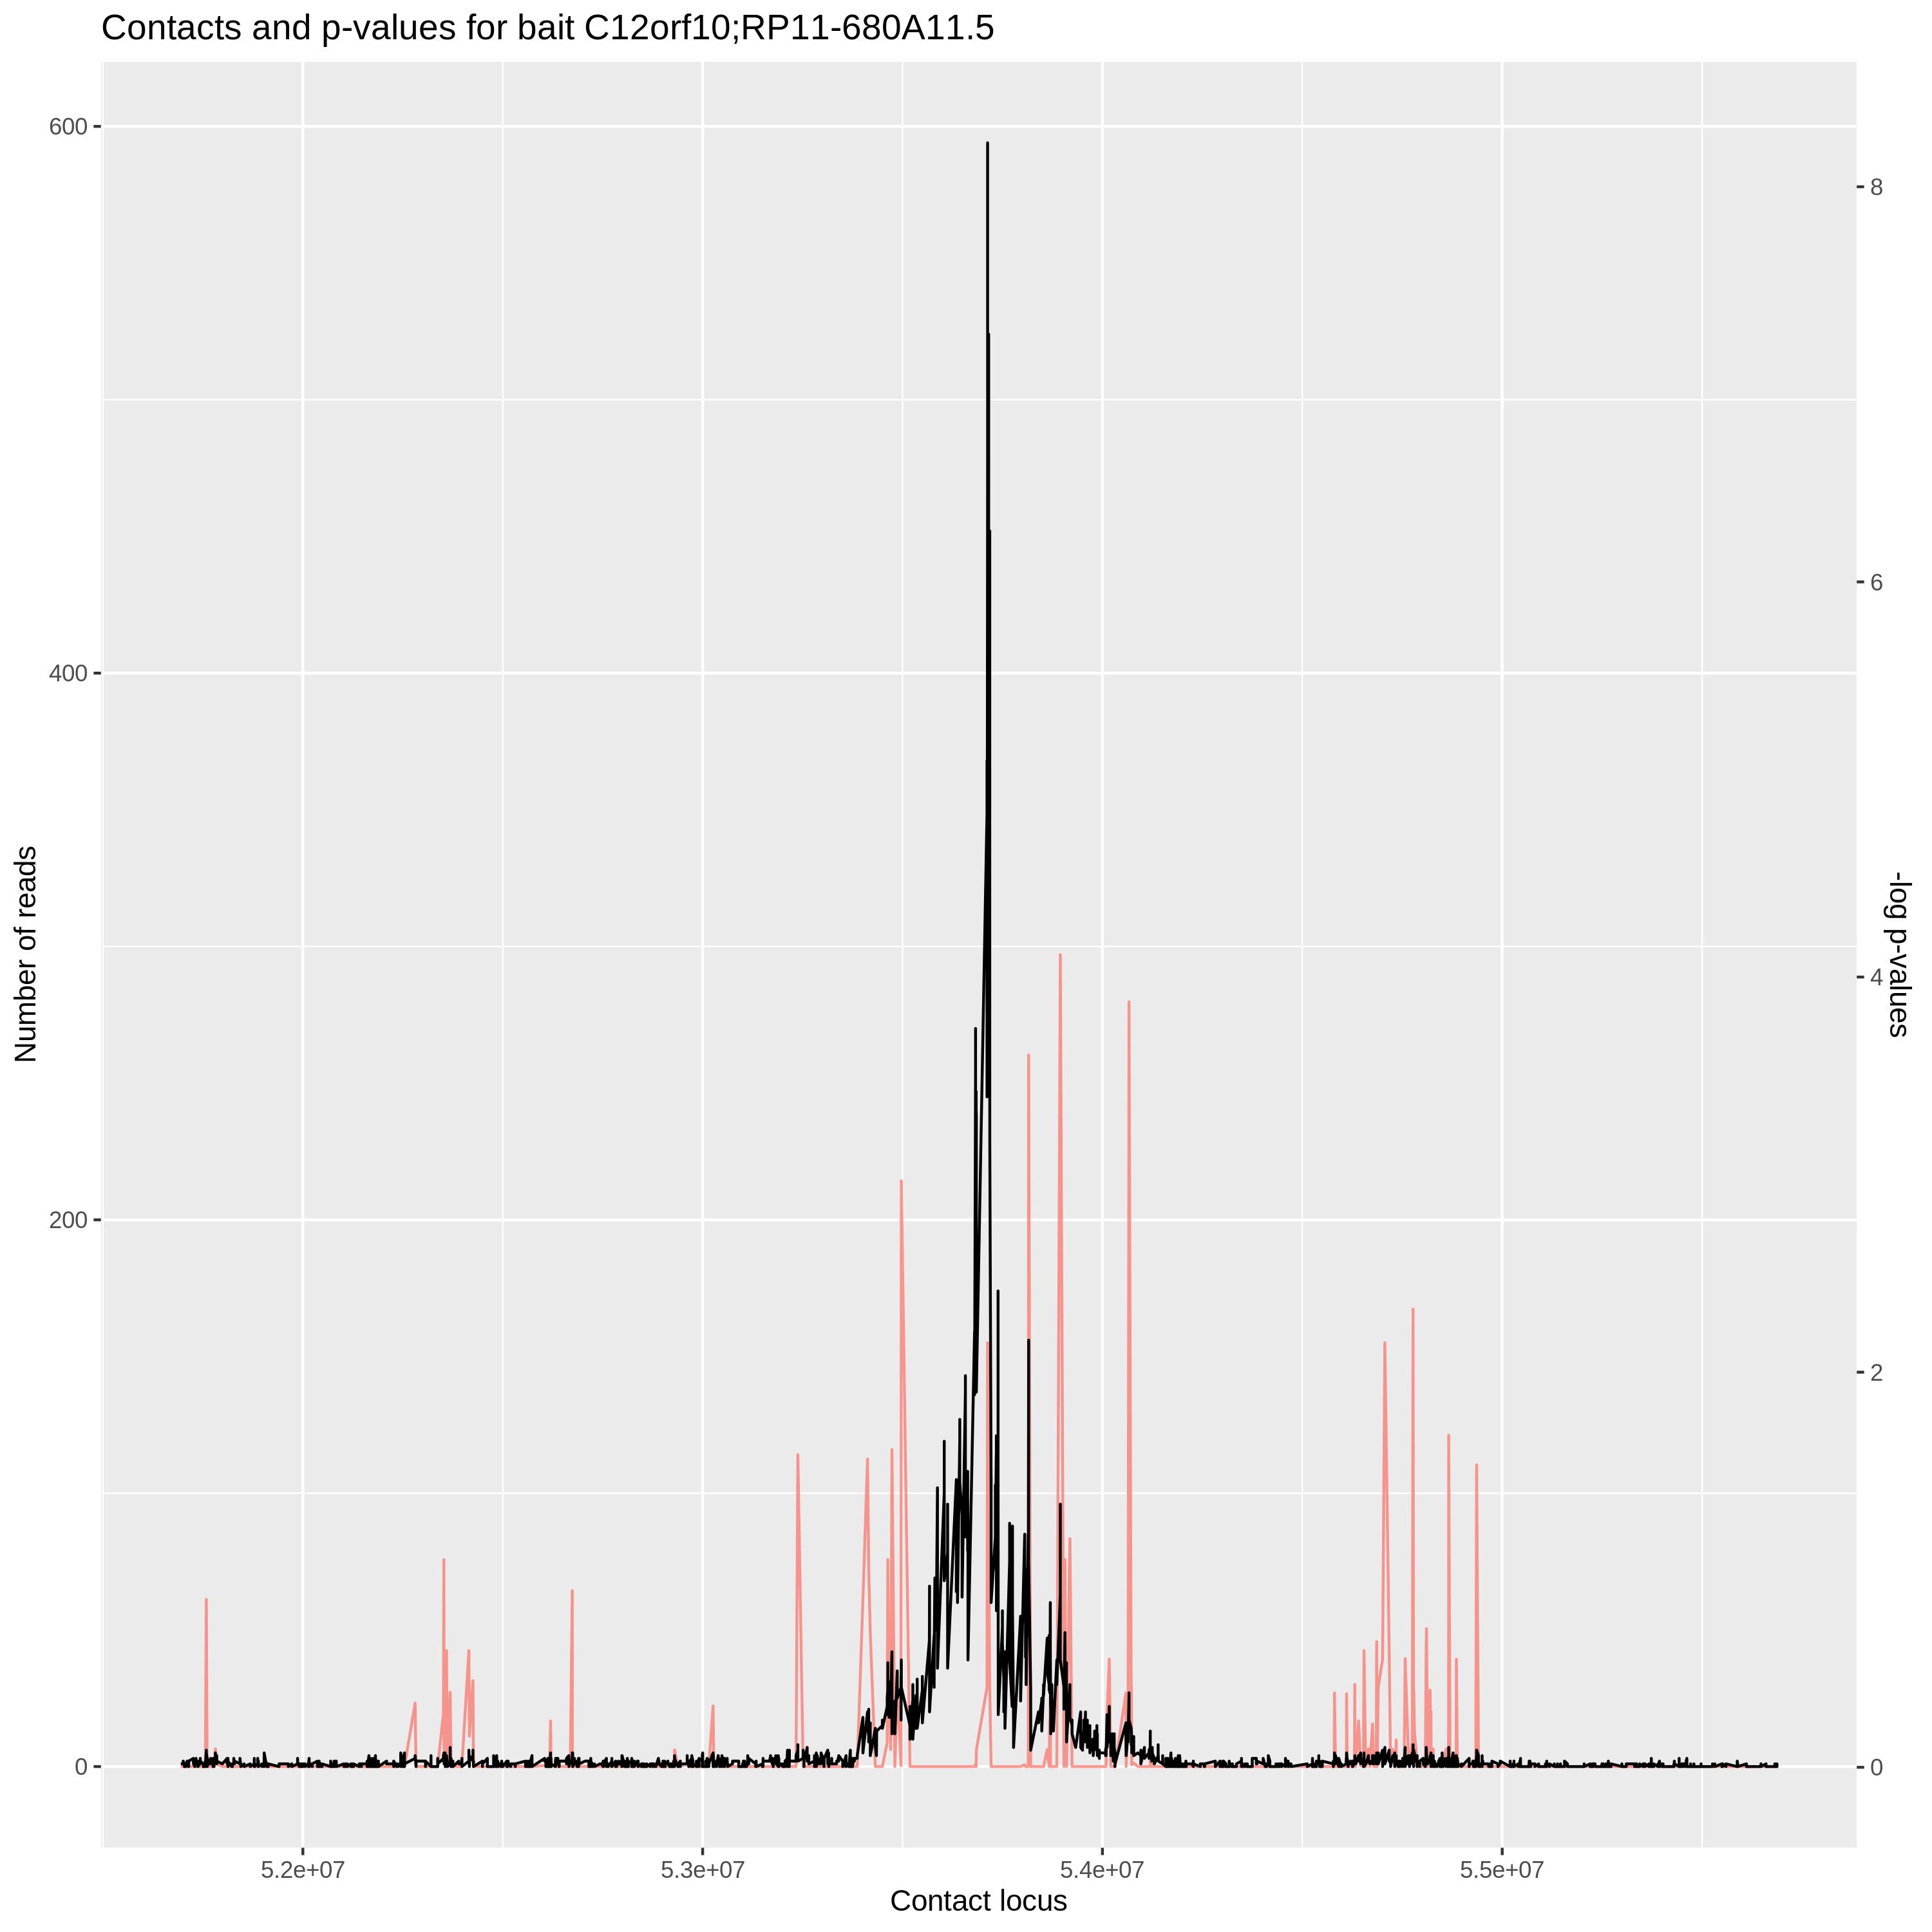 Contacts and p-values for bait C12orf10;RP11-680A11.5
600
400
200
0
Number of reads
8
6
4
2
0
-log p-values
5.2e+07
5.3e+07
5.4e+07
5.5e+07
Contact locus